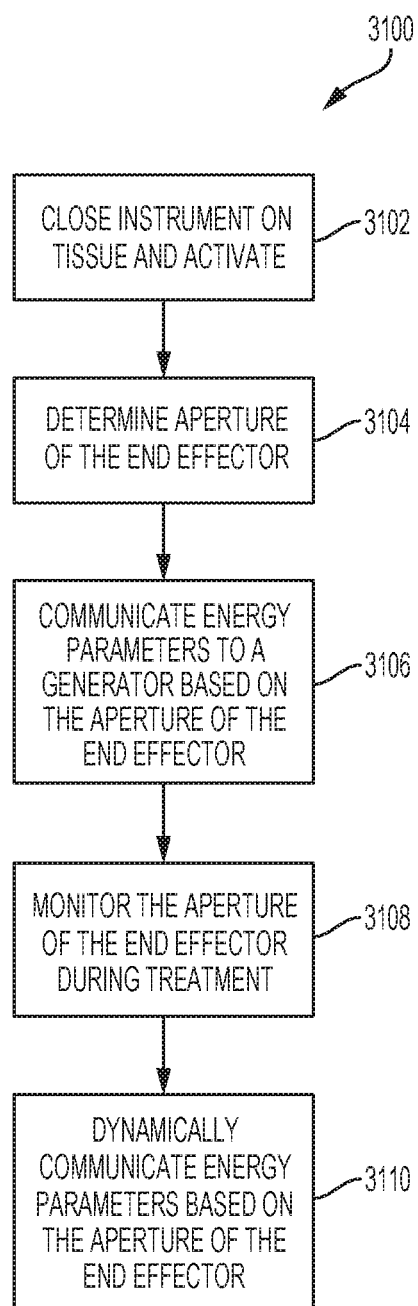 3100
CLOSE INSTRUMENT ON
TISSUE AND ACTIVATE
3102
DETERMINE APERTURE
OF THE END EFFECTOR
3104
COMMUNICATE ENERGY
PARAMETERS TO A
GENERATOR BASED ON
THE APERTURE OF THE
END EFFECTOR
3106
MONITOR THE APERTURE
OF THE END EFFECTOR
DURING TREATMENT
3108
DYNAMICALLY
COMMUNICATE ENERGY
PARAMETERS BASED ON
THE APERTURE OF THE
END EFFECTOR
3110